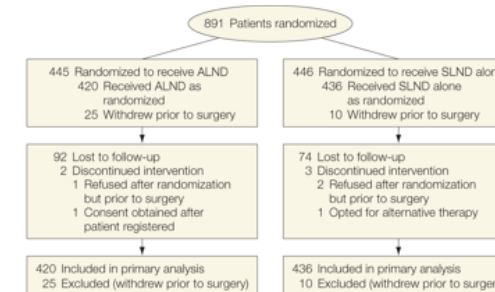 891 Patients randomized
445 Randomized to receive ALND
420 Received ALND as
randomized
25 Withdrew prior to surgery
446 Randomized to receive SLND
436 Received SLND alone
as randomized
10 Withdrew prior to surgery
92 Lost to follow-up
2 Discontinued intervention
1 Refused after randomization
but prior to surgery
1 Consent obtained after
patient registered
74 Lost to follow-up
3 Discontinued intervention
2 Refused after randomization
but prior to surgery
1 Opted for alternative therapy
420 Included in primary analysis
25 Excluded (withdrew prior to surgery)
436 Included in primary analysis
10 Excluded (withdrew prior to